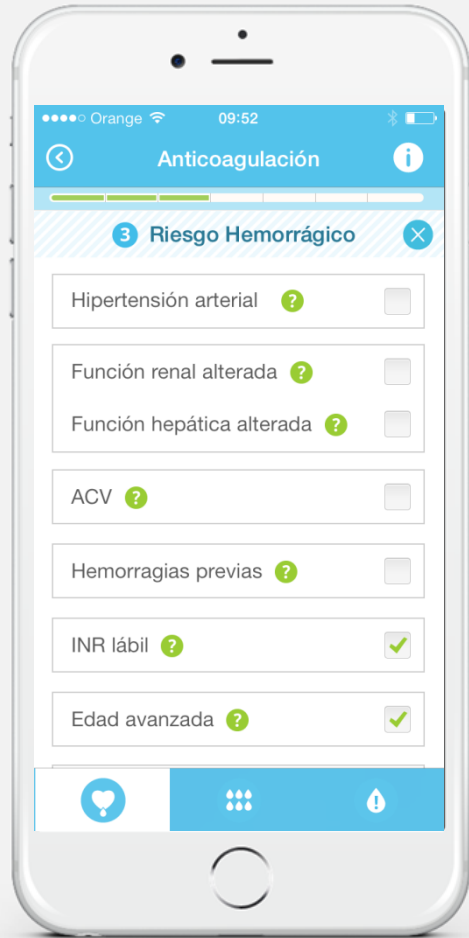 Orange 09:52
Anticoagulación i
3 Riesgo Hemorrágico
Hipertensión arterial ?
Función renal alterada ?
Función hepática alterada ?
ACV ?
Hemorragias previas ?
INR lábil ?
Edad avanzada ?
!